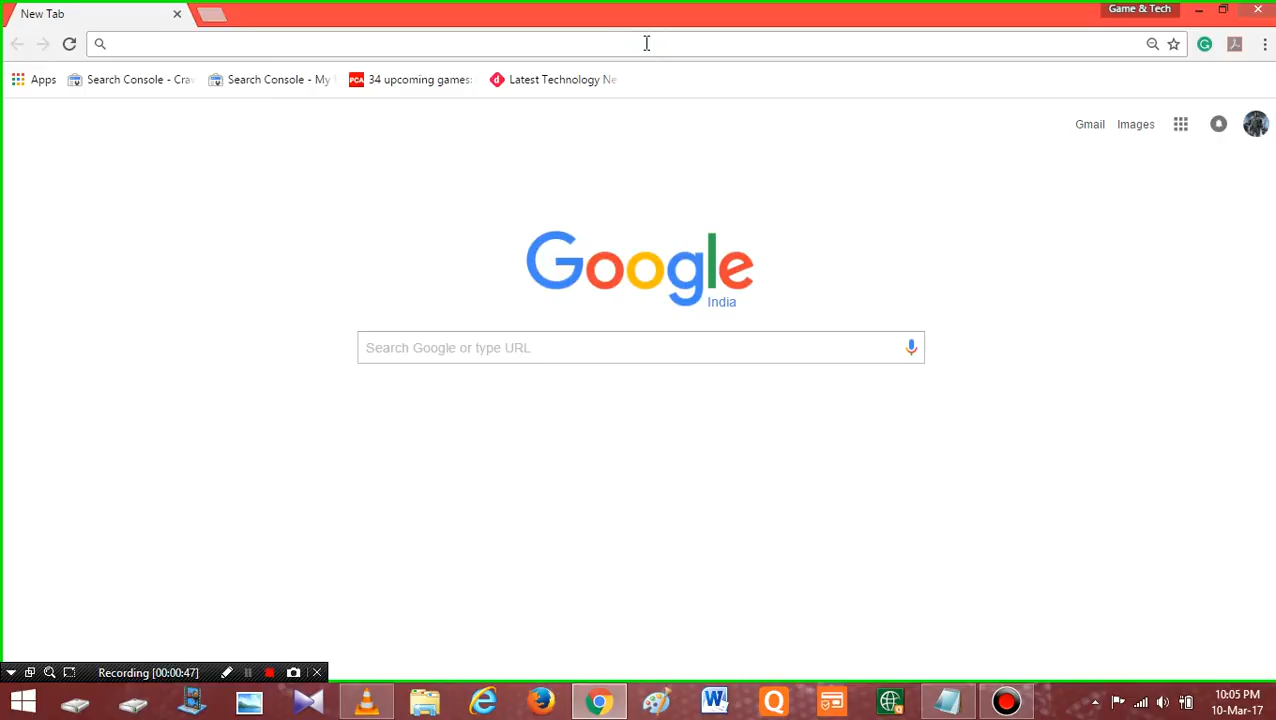 New Tab
Game & Tech
Apps
Search Console - Cra
Search Console - My
PCA 34 upcoming games:
d Latest Technology Ne
Gmail Images
Google
India
Search Google or type URL
Recording [00:00:47]
10:05 PM
10-Mar-17